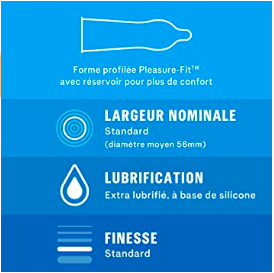 Forme profilée Pleasure-Fit™
avec réservoir pour plus de confort
LARGEUR NOMINALE
Standard
(diamètre moyen 56mm)
LUBRIFICATION
Extra lubrifié, à base de silicone
FINESSE
Standard